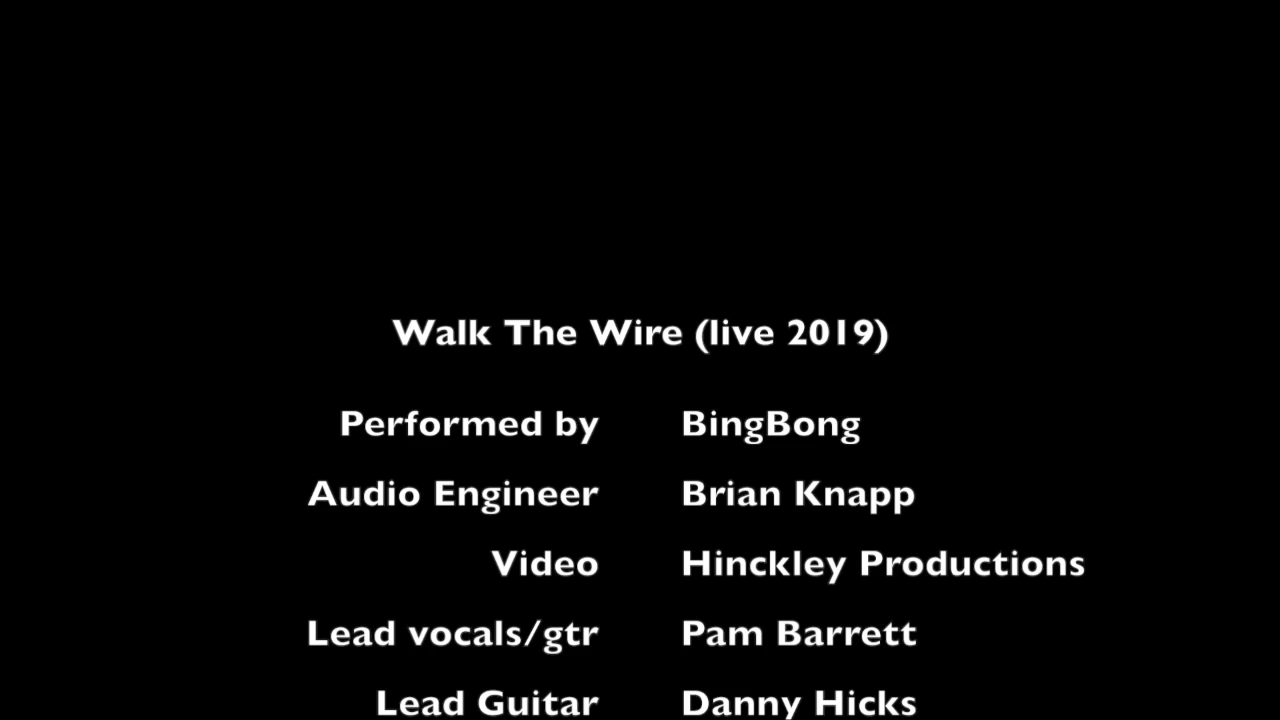 Walk The Wire (live 2019)
Performed by BingBong
Audio Engineer Brian Knapp
Video Hinckley Productions
Lead vocals/gtr Pam Barrett
Lead Guitar Danny Hicks